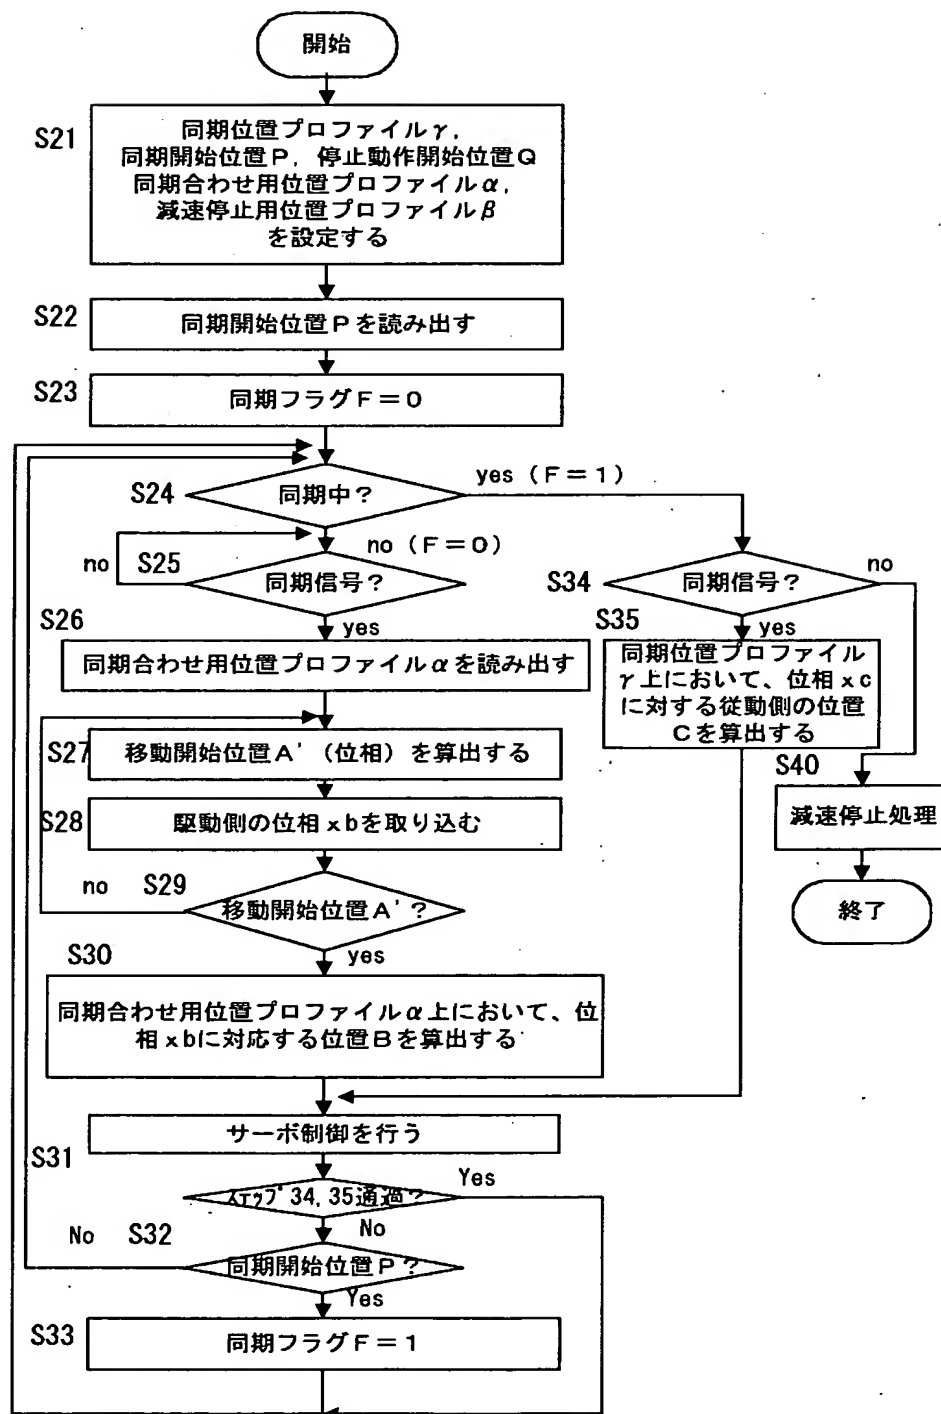 開始
S21
同期位置プロファイルγ,
同期開始位置P, 停止動作開始位置Q
同期合わせ用位置プロファイルα,
減速停止用位置プロファイルβ
を設定する
S22
同期開始位置Pを読み出す
S23
同期フラグF=0
S24
同期中?
yes (F=1)
no (F=0)
no
S25
同期信号?
yes
S34
同期信号?
no
yes
S26
同期合わせ用位置プロファイルαを読み出す
S35
同期位置プロファイル
γ上において、位相xc
に対する従動側の位置
Cを算出する
S27
移動開始位置A'(位相)を算出する
S40
減速停止処理
終了
S28
駆動側の位相xbを取り込む
no
S29
移動開始位置A'?
yes
S30
同期合わせ用位置プロファイルα上において、位
相xbに対応する位置Bを算出する
サーボ制御を行う
S31
ステップ34,35通過?
Yes
No
No
S32
同期開始位置P?
Yes
S33
同期フラグF=1